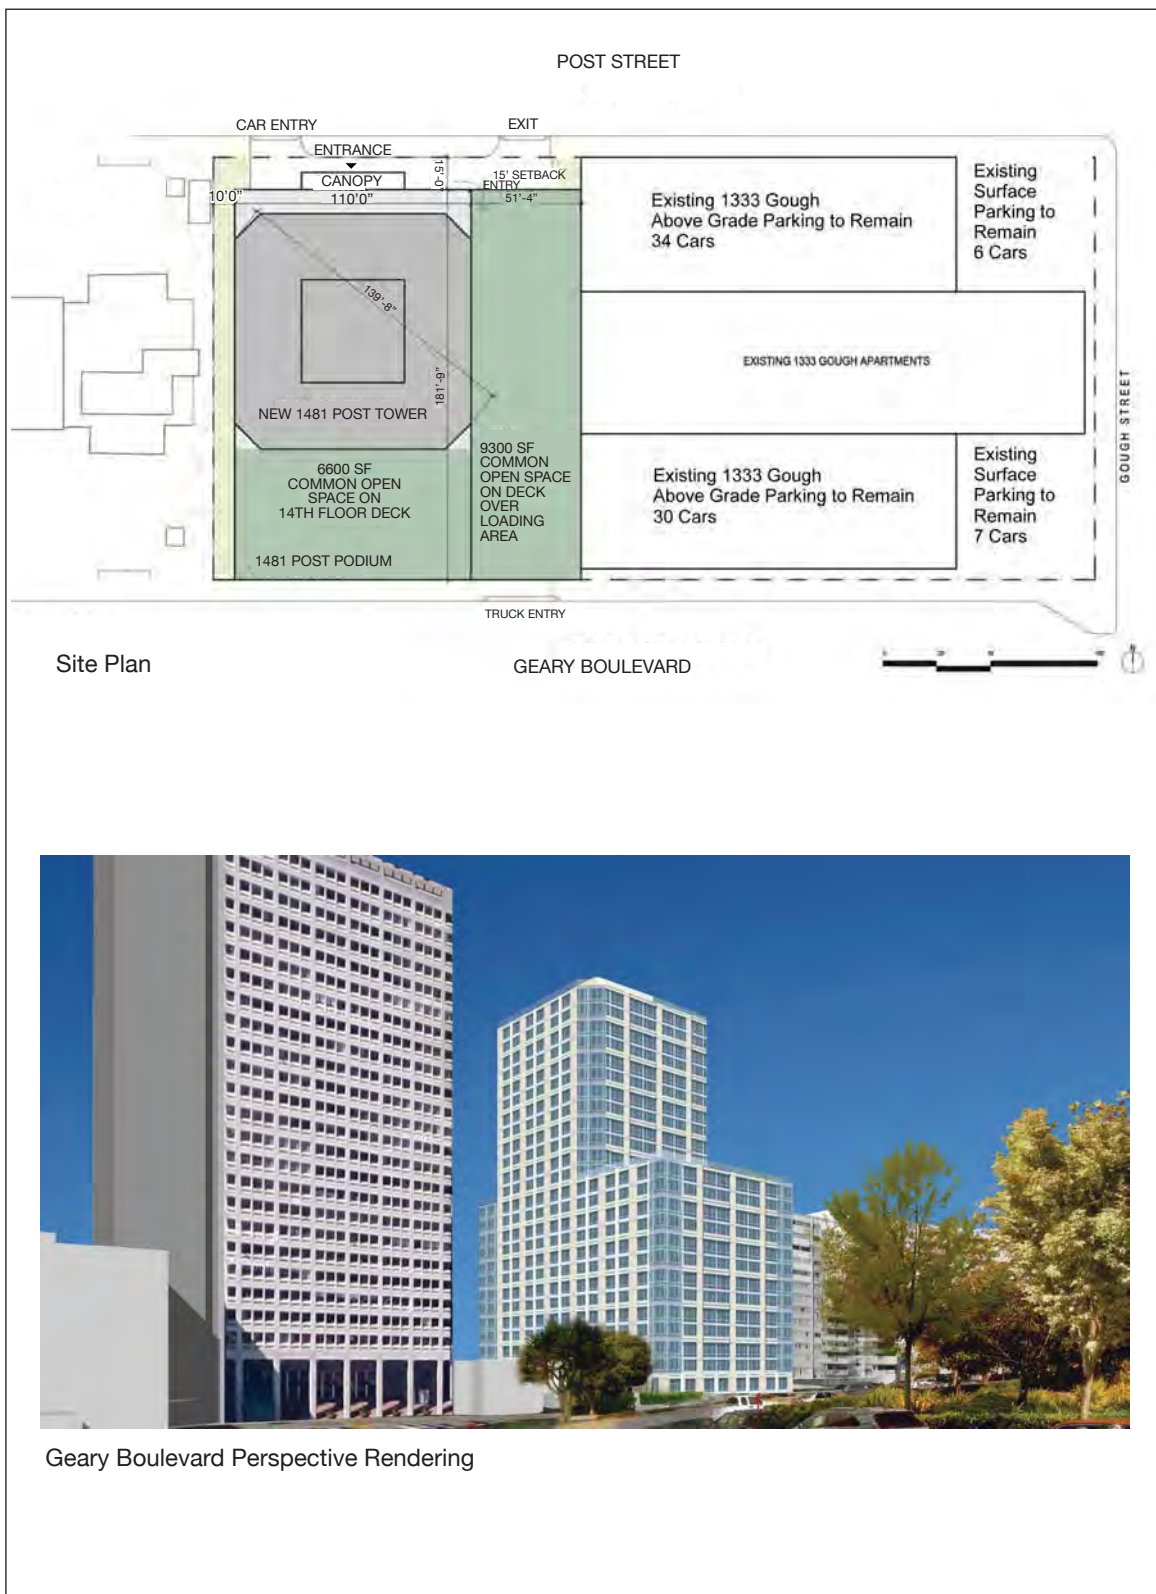 POST STREET
CAR ENTRY
EXIT
ENTRANCE
CANOPY
15'-0"
15' SETBACK
ENTRY
10'0"
110'0"
51'-4"
139'-8"
181'-9"
NEW 1481 POST TOWER
6600 SF
COMMON OPEN
SPACE ON
14TH FLOOR DECK
1481 POST PODIUM
9300 SF
COMMON
OPEN SPACE
ON DECK
OVER
LOADING
AREA
Existing 1333 Gough
Above Grade Parking to Remain
34 Cars
Existing
Surface
Parking to
Remain
6 Cars
EXISTING 1333 GOUGH APARTMENTS
GOUGH STREET
Existing 1333 Gough
Above Grade Parking to Remain
30 Cars
Existing
Surface
Parking to
Remain
7 Cars
TRUCK ENTRY
Site Plan
GEARY BOULEVARD
Geary Boulevard Perspective Rendering